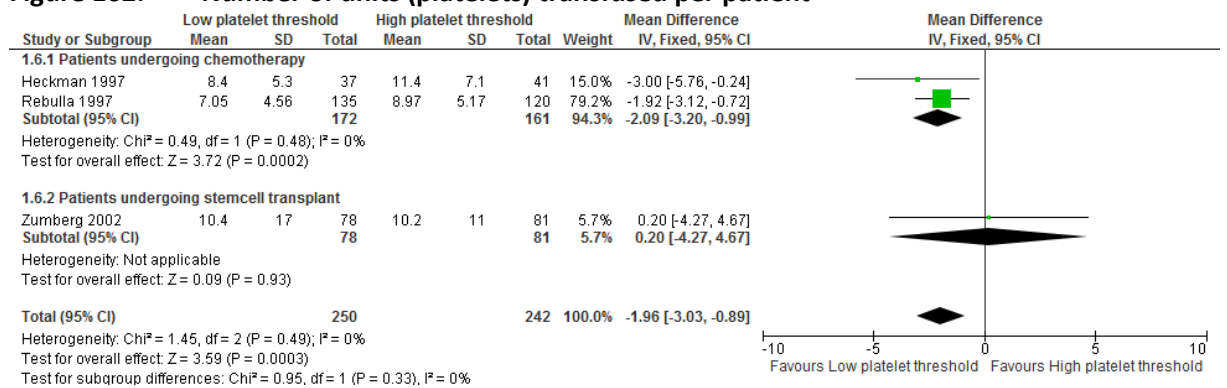 Low platelet threshold High platelet threshold Mean Difference Mean Difference
Study or Subgroup Mean SD Total Mean SD Total Weight IV, Fixed, 95% CI IV, Fixed, 95% CI
1.6.1 Patients undergoing chemotherapy
Heckman 1997 8.4 5.3 37 11.4 7.1 41 15.0% -3.00 [-5.76, -0.24]
Rebulla 1997 7.05 4.56 135 8.97 5.17 120 79.2% -1.92 [-3.12, -0.72]
Subtotal (95% CI) 172 161 94.3% -2.09 [-3.20, -0.99]
Heterogeneity: Chi² = 0.49, df = 1 (P = 0.48); I² = 0%
Test for overall effect: Z = 3.72 (P = 0.0002)
1.6.2 Patients undergoing stemcell transplant
Zumberg 2002 10.4 17 78 10.2 11 81 5.7% 0.20 [-4.27, 4.67]
Subtotal (95% CI) 78 81 5.7% 0.20 [-4.27, 4.67]
Heterogeneity: Not applicable
Test for overall effect: Z = 0.09 (P = 0.93)
Total (95% CI) 250 242 100.0% -1.96 [-3.03, -0.89]
Heterogeneity: Chi² = 1.45, df = 2 (P = 0.49); I² = 0%
Test for overall effect: Z = 3.59 (P = 0.0003)
Test for subgroup differences: Chi² = 0.95, df = 1 (P = 0.33), I² = 0%
-10 -5 0 5 10
Favours Low platelet threshold Favours High platelet threshold